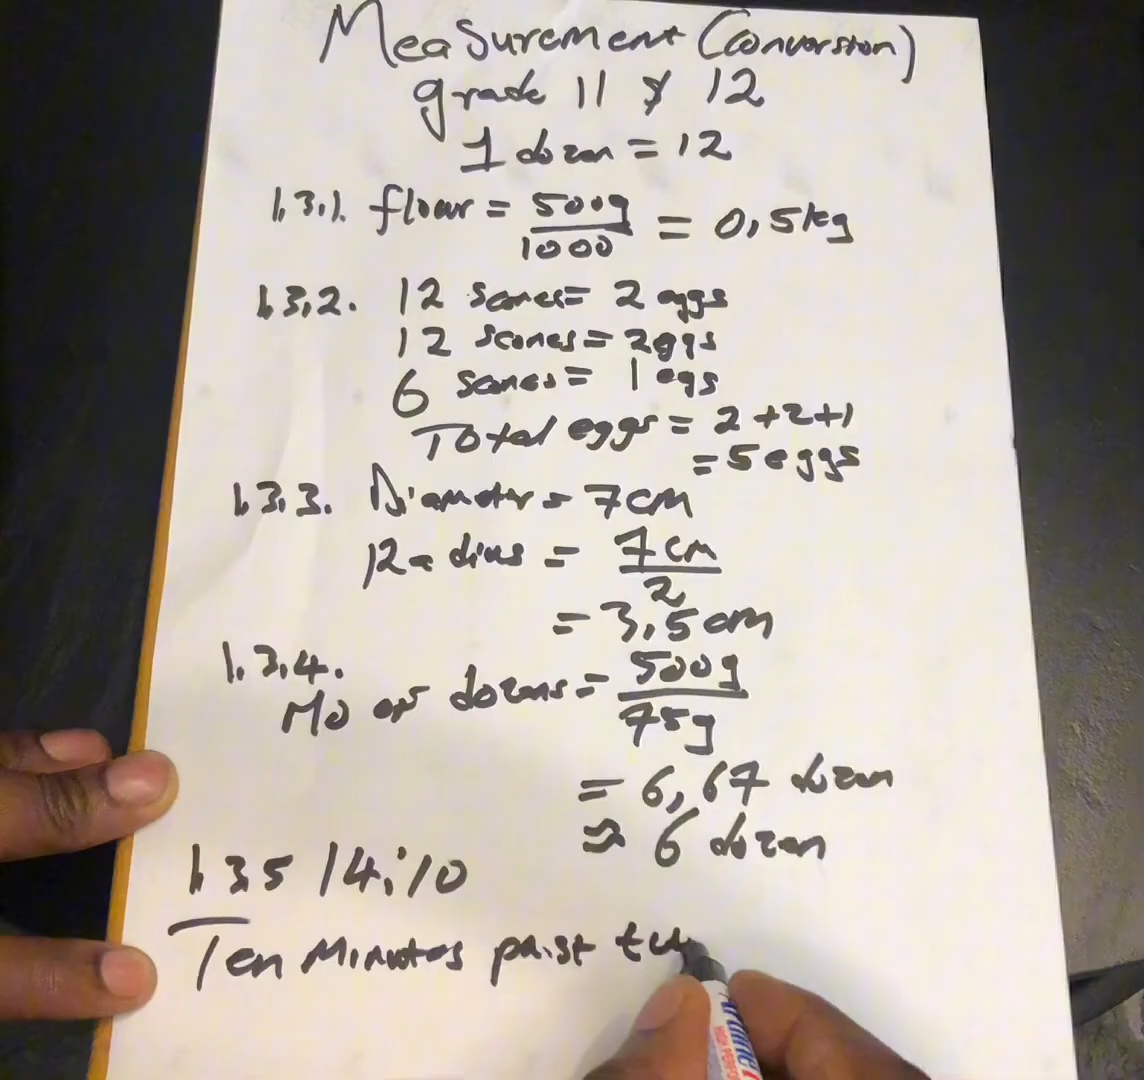 Measurement (Conversion)
grade 11 & 12
1 dozen = 12
1.3.1. flour = 500g/1000 = 0,5kg
1.3.2. 12 scones = 2 eggs
12 scones = 2eggs
6 scones = 1 eggs
Total eggs = 2+2+1
= 5 eggs
1.3.3. Diameter = 7cm
Radius = 7cm/2
= 3,5cm
1.3.4.
No of dozens = 500g/75g
= 6,67 dozen
≈ 6 dozen
1.3.5 14:10
Ten Minutes past tw